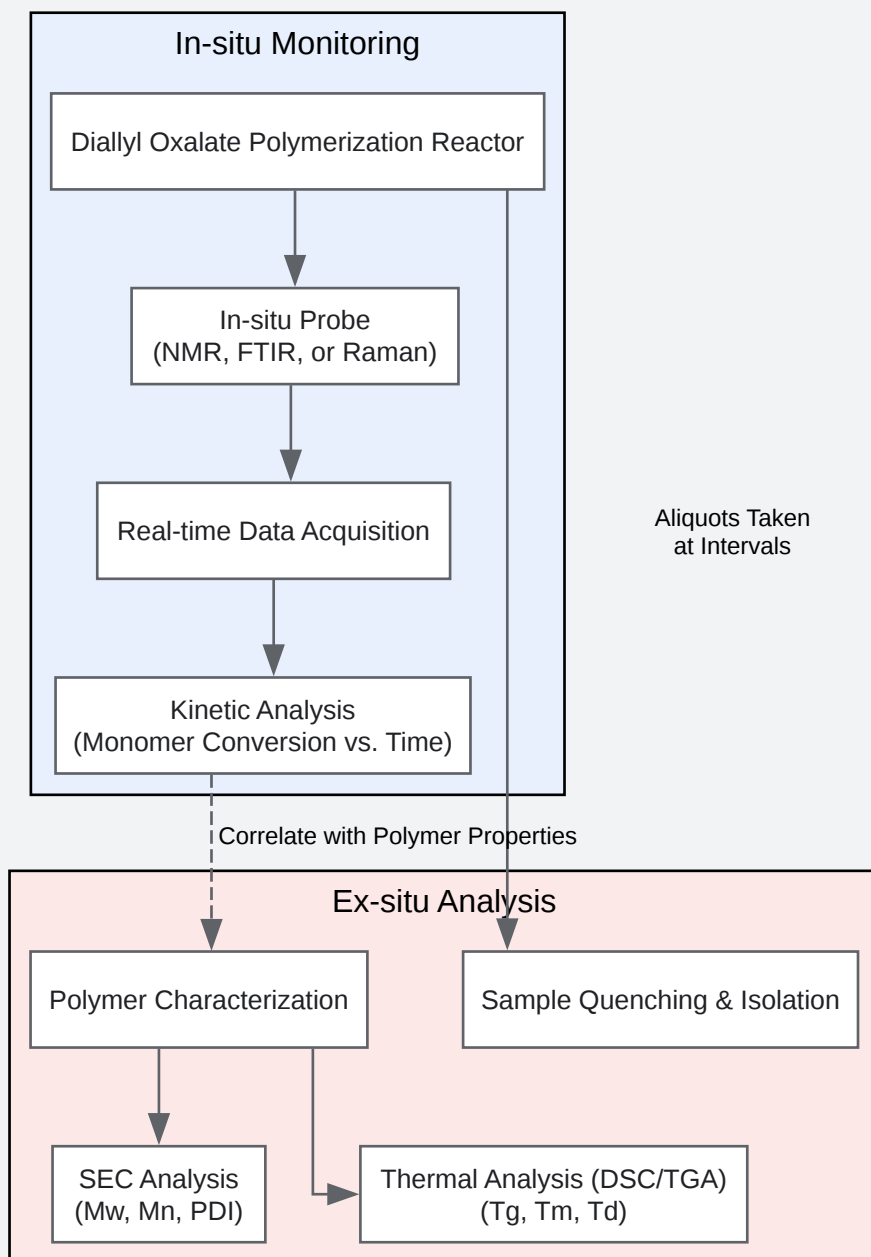 In-situ Monitoring
Diallyl Oxalate Polymerization Reactor
In-situ Probe
(NMR, FTIR, or Raman)
Real-time Data Acquisition
Aliquots Taken
at Intervals
Kinetic Analysis
(Monomer Conversion vs. Time)
Correlate with Polymer Properties
Ex-situ Analysis
Polymer Characterization
Sample Quenching & Isolation
SEC Analysis
(Mw, Mn, PDI)
Thermal Analysis (DSC/TGA)
(Tg, Tm, Td)